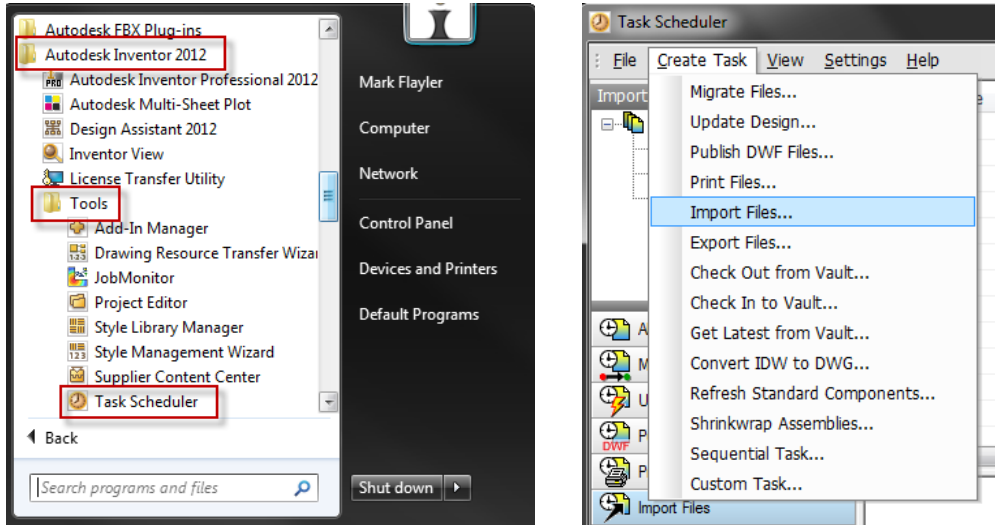 Autodesk FBX Plug-ins
Autodesk Inventor 2012
Autodesk Inventor Professional 2012
Autodesk Multi-Sheet Plot
Design Assistant 2012
Inventor View
License Transfer Utility
Tools
Add-In Manager
Drawing Resource Transfer Wizar
JobMonitor
Project Editor
Style Library Manager
Style Management Wizard
Supplier Content Center
Task Scheduler
Back
Search programs and files
Mark Flayler
Computer
Network
Control Panel
Devices and Printers
Default Programs
Shut down
Task Scheduler
File Create Task View Settings Help
Import
Migrate Files...
Update Design...
Publish DWF Files...
Print Files...
Import Files...
Export Files...
Check Out from Vault...
Check In to Vault...
Get Latest from Vault...
Convert IDW to DWG...
Refresh Standard Components...
Shrinkwrap Assemblies...
Sequential Task...
Custom Task...
A
M
U
DWF P
P
Import Files